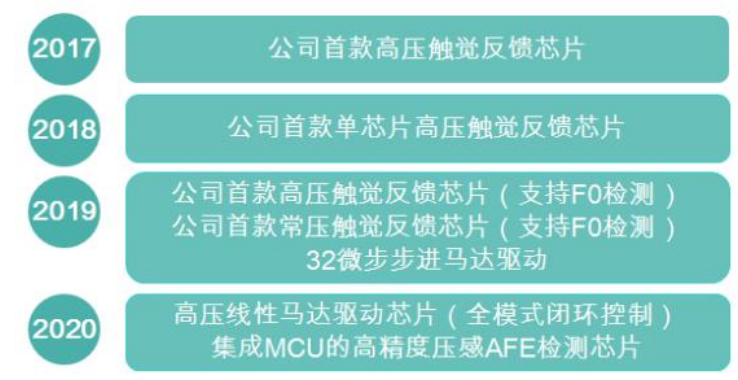 2017
公司首款高压触觉反馈芯片
2018
公司首款单芯片高压触觉反馈芯片
2019
公司首款高压触觉反馈芯片（支持F0检测）
公司首款常压触觉反馈芯片（支持F0检测）
32微步步进马达驱动
2020
高压线性马达驱动芯片（全模式闭环控制）
集成MCU的高精度压感AFE检测芯片